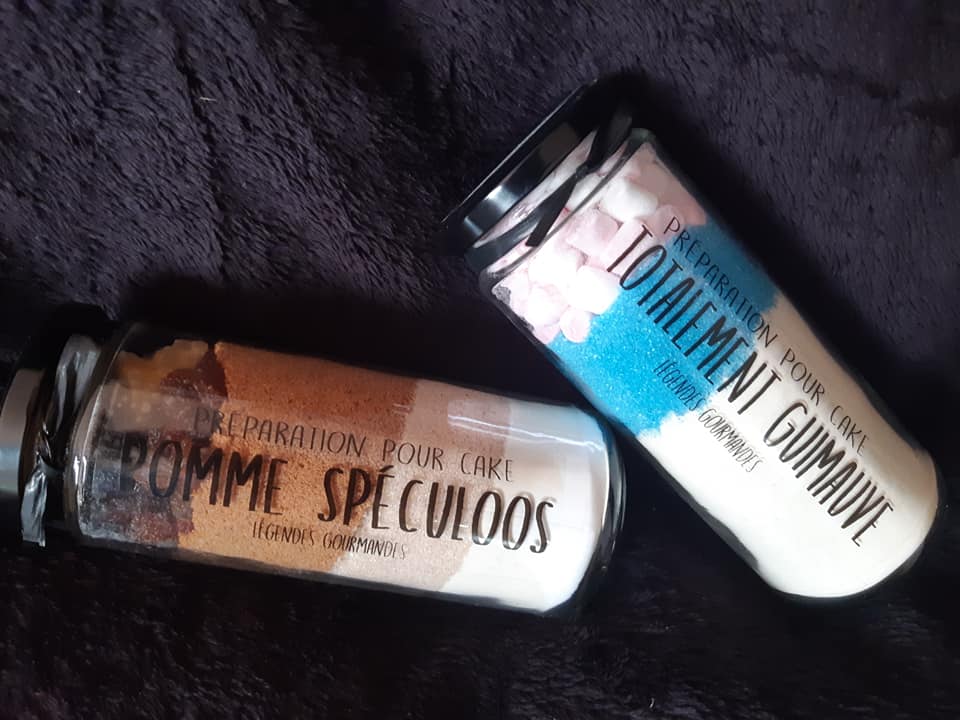 PRÉPARATION POUR CAKE
POMME SPÉCULOOS
LÉGENDES GOURMANDES
PRÉPARATION POUR CAKE
TOTALEMENT GUIMAUVE
LÉGENDES GOURMANDES